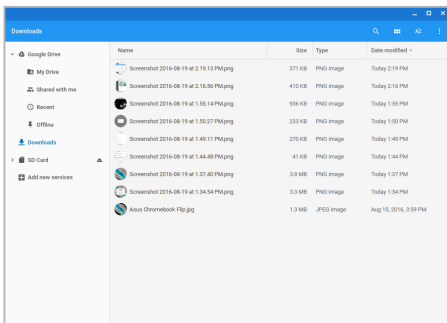 Downloads
AZ
Google Drive
My Drive
Shared with me
Recent
Offline
Downloads
SD Card
Add new services
Name Size Type Date modified
Screenshot 2016-08-19 at 2.19.13 PM.png 371 KB PNG image Today 2:19 PM
Screenshot 2016-08-19 at 2.16.56 PM.png 410 KB PNG image Today 2:16 PM
Screenshot 2016-08-19 at 1.55.14 PM.png 936 KB PNG image Today 1:55 PM
Screenshot 2016-08-19 at 1.50.27 PM.png 233 KB PNG image Today 1:50 PM
Screenshot 2016-08-19 at 1.49.11 PM.png 270 KB PNG image Today 1:49 PM
Screenshot 2016-08-19 at 1.44.48 PM.png 41 KB PNG image Today 1:44 PM
Screenshot 2016-08-19 at 1.37.40 PM.png 3.8 MB PNG image Today 1:37 PM
Screenshot 2016-08-19 at 1.34.54 PM.png 3.3 MB PNG image Today 1:34 PM
Asus Chromebook Flip.jpg 1.3 MB JPEG image Aug 15, 2016, 3:59 PM